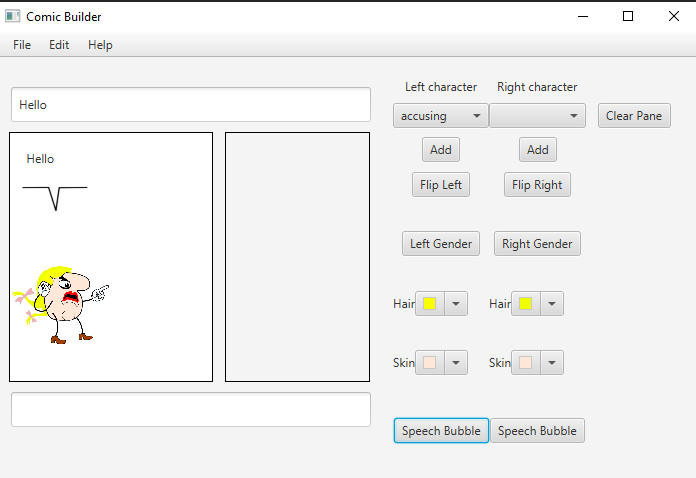 Comic Builder
File Edit Help
Left character Right character
Hello
accusing
Clear Pane
Add Add
Hello
Flip Left Flip Right
Left Gender Right Gender
Hair Hair
Skin Skin
Speech Bubble Speech Bubble